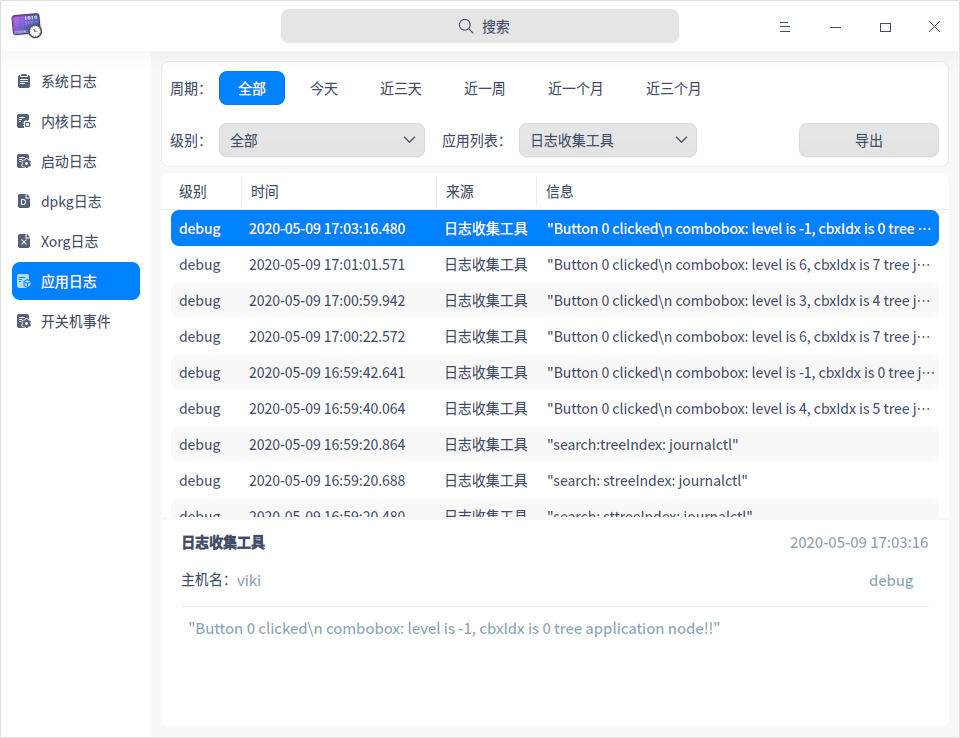 搜索
系统日志
内核日志
启动日志
dpkg日志
Xorg日志
应用日志
开关机事件
周期： 全部 今天 近三天 近一周 近一个月 近三个月
级别： 全部 应用列表： 日志收集工具 导出
级别 时间 来源 信息
debug 2020-05-09 17:03:16.480 日志收集工具 "Button 0 clicked\n combobox: level is -1, cbxIdx is 0 tree …
debug 2020-05-09 17:01:01.571 日志收集工具 "Button 0 clicked\n combobox: level is 6, cbxIdx is 7 tree j…
debug 2020-05-09 17:00:59.942 日志收集工具 "Button 0 clicked\n combobox: level is 3, cbxIdx is 4 tree j…
debug 2020-05-09 17:00:22.572 日志收集工具 "Button 0 clicked\n combobox: level is 6, cbxIdx is 7 tree j…
debug 2020-05-09 16:59:42.641 日志收集工具 "Button 0 clicked\n combobox: level is -1, cbxIdx is 0 tree j…
debug 2020-05-09 16:59:40.064 日志收集工具 "Button 0 clicked\n combobox: level is 4, cbxIdx is 5 tree j…
debug 2020-05-09 16:59:20.864 日志收集工具 "search:treeIndex: journalctl"
debug 2020-05-09 16:59:20.688 日志收集工具 "search: streeIndex: journalctl"
debug 2020-05-09 16:59:20.480 日志收集工具 "search: sttreeIndex: journalctl"
日志收集工具 2020-05-09 17:03:16
主机名： viki debug
"Button 0 clicked\n combobox: level is -1, cbxIdx is 0 tree application node!!"